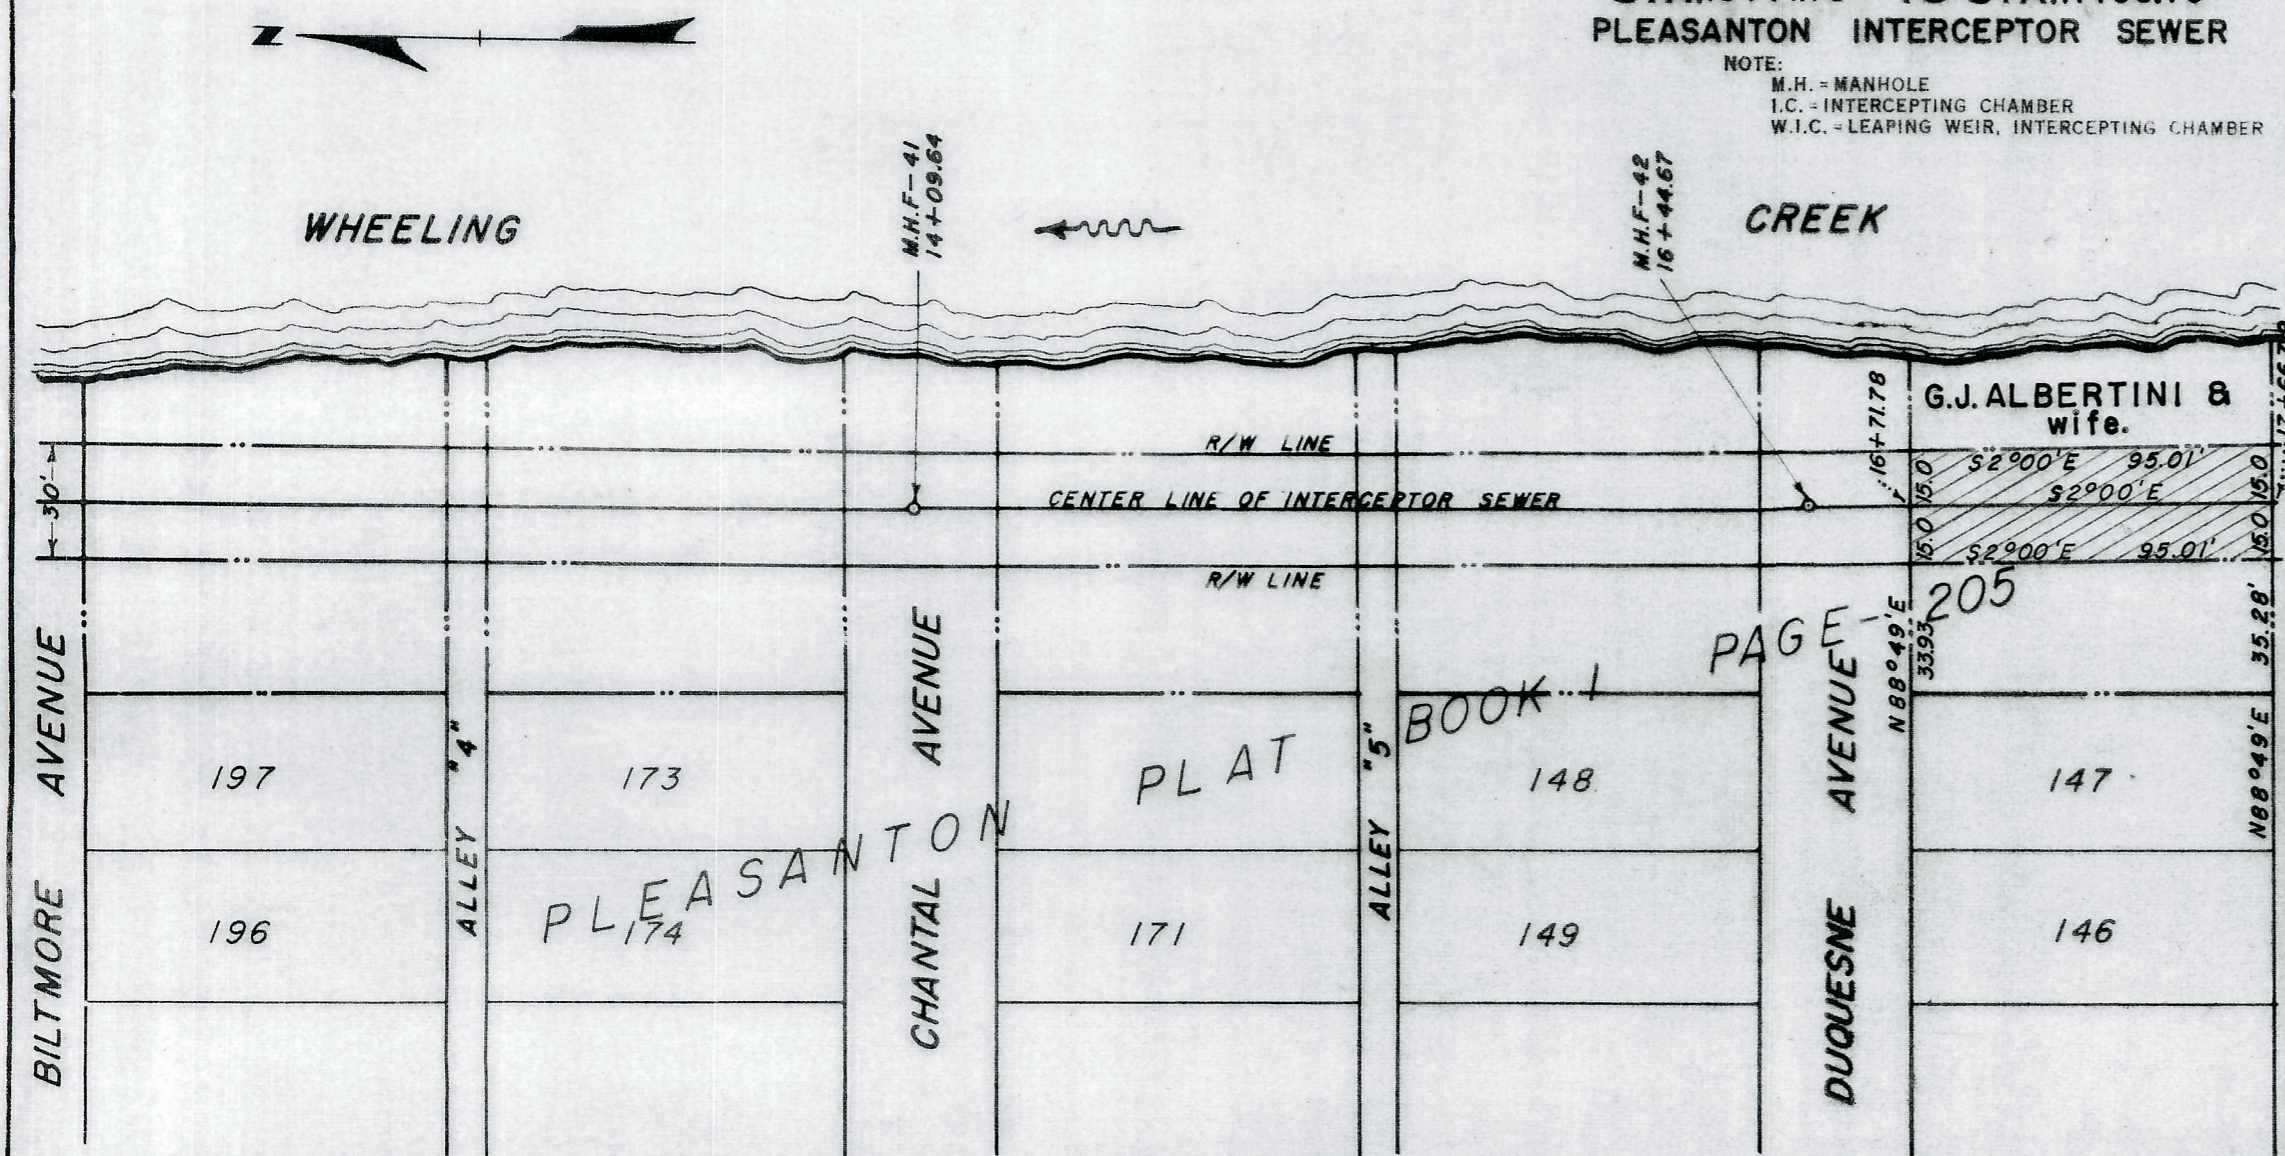 PLEASANTON INTERCEPTOR SEWER
NOTE:
M.H. = MANHOLE
I.C. = INTERCEPTING CHAMBER
W.I.C. = LEAPING WEIR, INTERCEPTING CHAMBER
Z
M.H.F-41
14+09.64
M.H.F-42
16+44.67
WHEELING
CREEK
16+71.78
G.J. ALBERTINI &
wife.
R/W LINE
S2°00'E 95.01'
15.0
15.0
30'
CENTER LINE OF INTERCEPTOR SEWER
S2°00'E
15.0
15.0
S2°00'E 95.01'
R/W LINE
BILTMORE AVENUE
ALLEY "4"
CHANTAL AVENUE
ALLEY "5"
DUQUESNE AVENUE
N88°49'E
33.93
N88°49'E 35.28'
PLEASANTON PLAT BOOK 1 PAGE-205
197
173
148
147
196
174
171
149
146